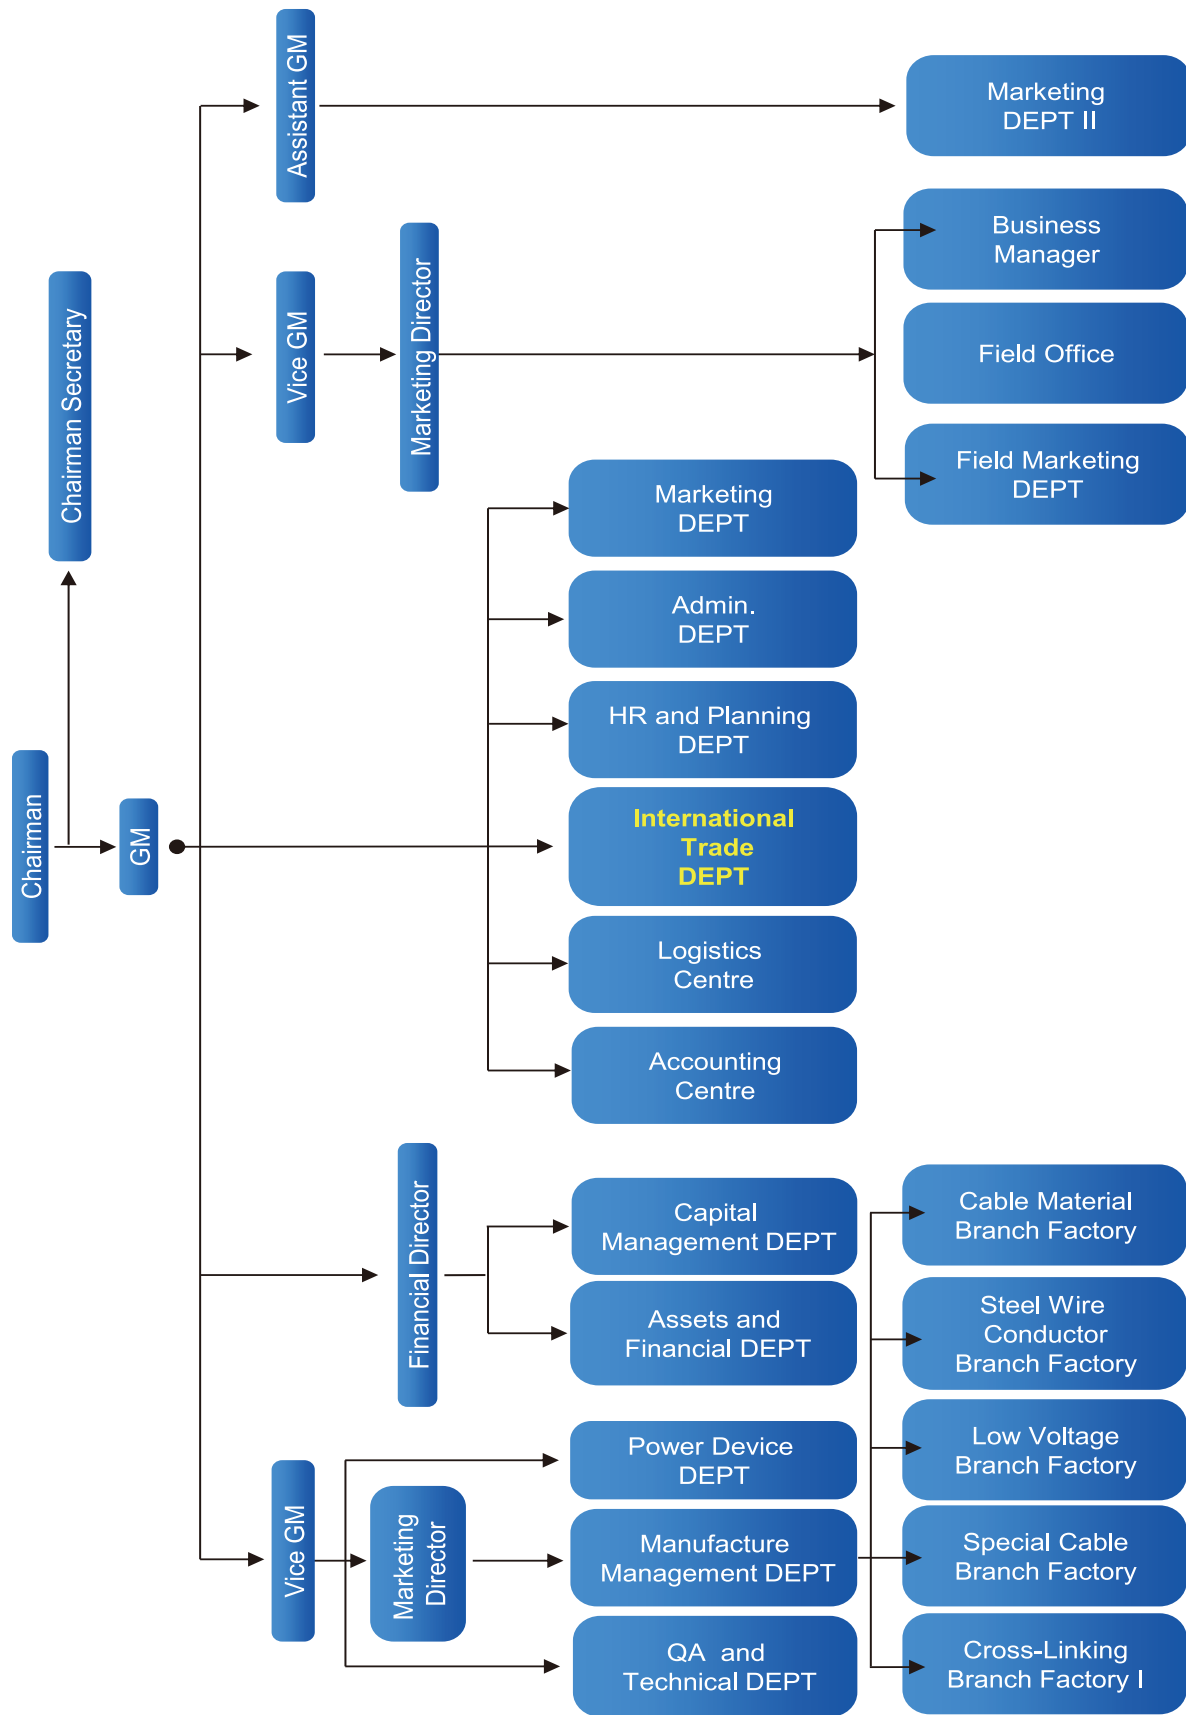 Assistant GM
Marketing
DEPT II
Chairman Secretary
Vice GM
Marketing Director
Business
Manager
Field Office
Field Marketing
DEPT
Marketing
DEPT
Admin.
DEPT
HR and Planning
DEPT
Chairman
GM
International
Trade
DEPT
Logistics
Centre
Accounting
Centre
Financial Director
Capital
Management DEPT
Assets and
Financial DEPT
Cable Material
Branch Factory
Steel Wire
Conductor
Branch Factory
Low Voltage
Branch Factory
Vice GM
Marketing
Director
Power Device
DEPT
Manufacture
Management DEPT
QA and
Technical DEPT
Special Cable
Branch Factory
Cross-Linking
Branch Factory I